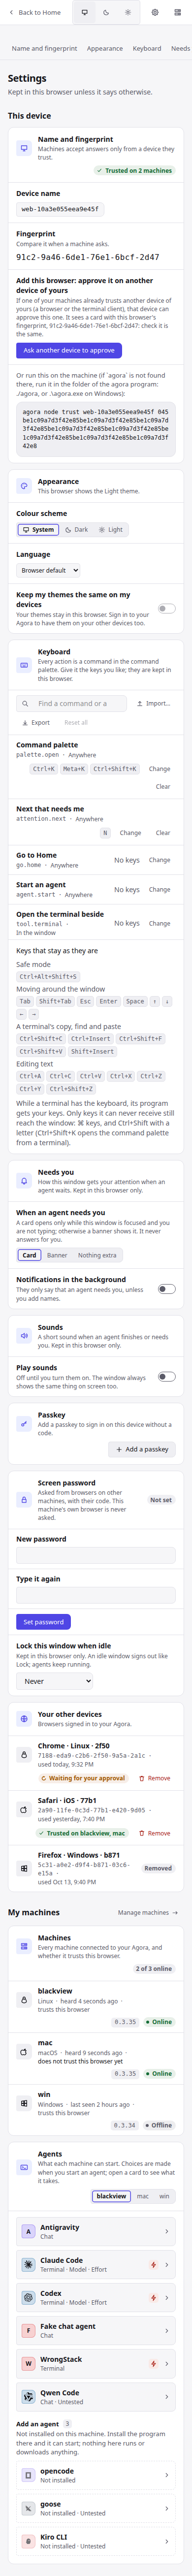 Back to Home
Name and fingerprint Appearance Keyboard Needs
Settings
Kept in this browser unless it says otherwise.
This device
Name and fingerprint
Machines accept answers only from a device they
trust.
Trusted on 2 machines
Device name
web-10a3e055eea9e45f
Fingerprint
Compare it when a machine asks.
91c2-9a46-6de1-76e1-6bcf-2d47
Add this browser: approve it on another
device of yours
If one of your machines already trusts another device
of yours (a browser or the terminal client), that device
can approve this one. It sees a card with this browser's
fingerprint, 91c2-9a46-6de1-76e1-6bcf-2d47: check it is
the same.
Ask another device to approve
Or run this on the machine (if `agora` is not found
there, run it in the folder of the agora program:
./agora, or .\agora.exe on Windows):
agora node trust web-10a3e055eea9e45f 045
be1c09a7d3f42e85be1c09a7d3f42e85be1c09a7d
3f42e85be1c09a7d3f42e85be1c09a7d3f42e85be
1c09a7d3f42e85be1c09a7d3f42e85be1c09a7d3f
42e8
Appearance
This browser shows the Light theme.
Colour scheme
System Dark Light
Language
Browser default
Keep my themes the same on my
devices
Your themes stay in this browser. Sign in to your
Agora to have them on your other devices too.
Keyboard
Every action is a command in the command
palette. Give it the keys you like; they are kept in
this browser.
Find a command or a
Import...
Export Reset all
Command palette
palette.open · Anywhere
Ctrl+K Meta+K Ctrl+Shift+K Change
Clear
Next that needs me
attention.next · Anywhere
N Change Clear
Go to Home
go.home · Anywhere
No keys Change
Start an agent
agent.start · Anywhere
No keys Change
Open the terminal beside
tool.terminal ·
In the window
No keys Change
Keys that stay as they are
Safe mode
Ctrl+Alt+Shift+S
Moving around the window
Tab Shift+Tab Esc Enter Space ↑ ↓
← →
A terminal's copy, find and paste
Ctrl+Shift+C Ctrl+Insert Ctrl+Shift+F
Ctrl+Shift+V Shift+Insert
Editing text
Ctrl+A Ctrl+C Ctrl+V Ctrl+X Ctrl+Z
Ctrl+Y Ctrl+Shift+Z
While a terminal has the keyboard, its program
gets your keys. Only keys it can never receive still
reach the window: ⌘ keys, and Ctrl+Shift with a
letter (Ctrl+Shift+K opens the command palette
from a terminal).
Needs you
How this window gets your attention when an
agent waits. Kept in this browser only.
When an agent needs you
A card opens only while this window is focused and you
are not typing; otherwise a banner shows it. It never
answers for you.
Card Banner Nothing extra
Notifications in the background
They only say that an agent needs you, unless
you add names.
Sounds
A short sound when an agent finishes or needs
you. Kept in this browser only.
Play sounds
Off until you turn them on. The window always
shows the same thing on screen too.
Passkey
Add a passkey to sign in on this device without a
code.
Add a passkey
Screen password
Asked from browsers on other
machines, with their code. This
machine's own browser is never
asked.
Not set
New password
Type it again
Set password
Lock this window when idle
Kept in this browser only. An idle window signs out like
Lock; agents keep running.
Never
Your other devices
Browsers signed in to your Agora.
Chrome · Linux · 2f50
7188-eda9-c2b6-2f50-9a5a-2a1c ·
used today, 9:32 PM
Waiting for your approval Remove
Safari · iOS · 77b1
2a90-11fe-0c3d-77b1-e420-9d05 ·
used yesterday, 7:40 PM
Trusted on blackview, mac Remove
Firefox · Windows · b871
5c31-a0e2-d9f4-b871-03c6-
e15a ·
used Oct 13, 9:40 PM
Removed
My machines
Manage machines →
Machines
Every machine connected to your Agora, and
whether it trusts this browser.
2 of 3 online
blackview
Linux · heard 4 seconds ago ·
trusts this browser
0.3.35 Online
mac
macOS · heard 9 seconds ago ·
does not trust this browser yet
0.3.35 Online
win
Windows · last seen 2 hours ago ·
trusts this browser
0.3.34 Offline
Agents
What each machine can start. Choices are made
when you start an agent; open a card to see what
it takes.
blackview mac win
A
Antigravity
Chat
Claude Code
Terminal · Model · Effort
Codex
Terminal · Model · Effort
F
Fake chat agent
Chat
W
WrongStack
Terminal
Qwen Code
Chat · Untested
Add an agent 3
Not installed on this machine. Install the program
there and it can start; nothing here runs or
downloads anything.
opencode
Not installed
goose
Not installed · Untested
Kiro CLI
Not installed · Untested